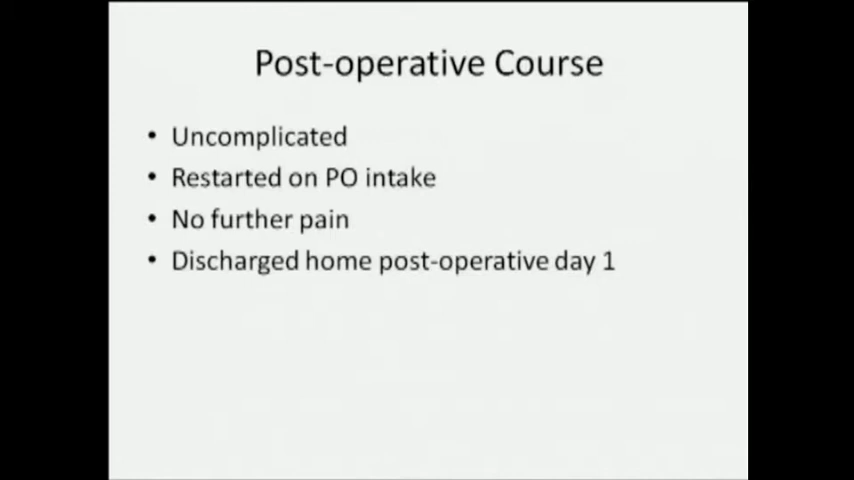 Post-operative Course
• Uncomplicated
• Restarted on PO intake
• No further pain
• Discharged home post-operative day 1